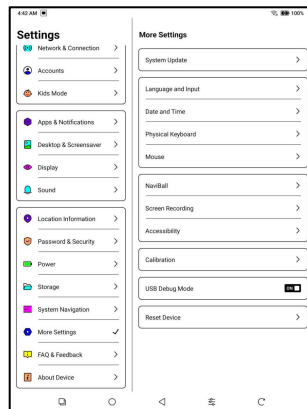 4:42 AM
100%
Settings
Network & Connection
Accounts
Kids Mode
Apps & Notifications
Desktop & Screensaver
Display
Sound
Location Information
Password & Security
Power
Storage
System Navigation
More Settings
FAQ & Feedback
About Device
More Settings
System Update
Language and Input
Date and Time
Physical Keyboard
Mouse
NaviBall
Screen Recording
Accessibility
Calibration
USB Debug Mode
ON
Reset Device